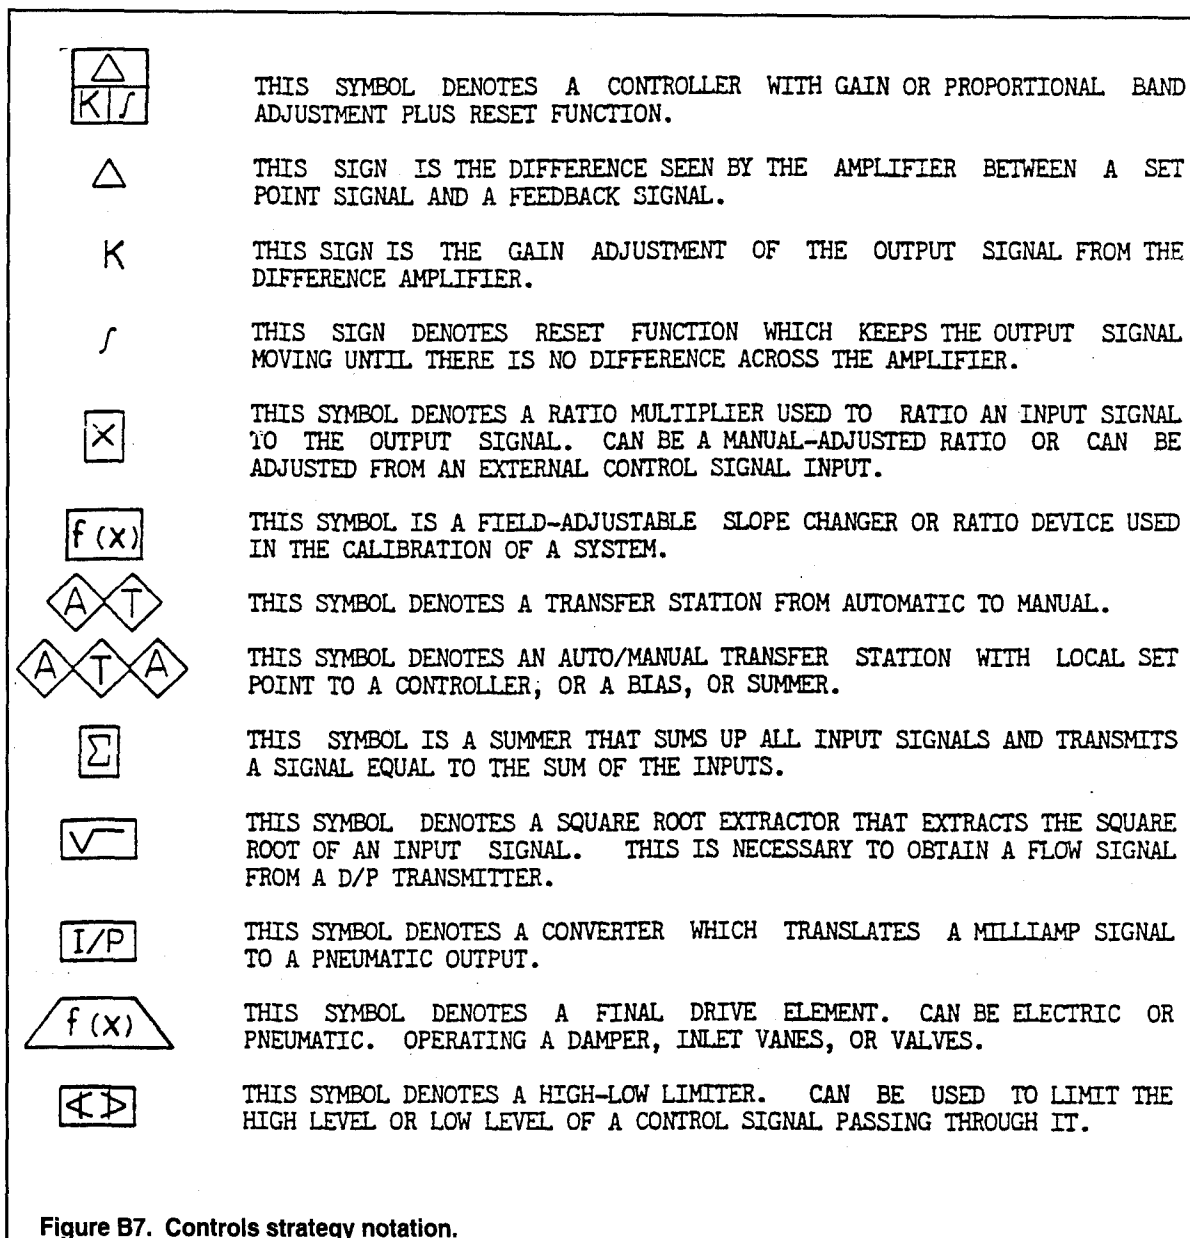 △
K ∫
THIS SYMBOL DENOTES A CONTROLLER WITH GAIN OR PROPORTIONAL BAND
ADJUSTMENT PLUS RESET FUNCTION.
△
THIS SIGN IS THE DIFFERENCE SEEN BY THE AMPLIFIER BETWEEN A SET
POINT SIGNAL AND A FEEDBACK SIGNAL.
K
THIS SIGN IS THE GAIN ADJUSTMENT OF THE OUTPUT SIGNAL FROM THE
DIFFERENCE AMPLIFIER.
∫
THIS SIGN DENOTES RESET FUNCTION WHICH KEEPS THE OUTPUT SIGNAL
MOVING UNTIL THERE IS NO DIFFERENCE ACROSS THE AMPLIFIER.
X
THIS SYMBOL DENOTES A RATIO MULTIPLIER USED TO RATIO AN INPUT SIGNAL
TO THE OUTPUT SIGNAL. CAN BE A MANUAL-ADJUSTED RATIO OR CAN BE
ADJUSTED FROM AN EXTERNAL CONTROL SIGNAL INPUT.
f (x)
THIS SYMBOL IS A FIELD-ADJUSTABLE SLOPE CHANGER OR RATIO DEVICE USED
IN THE CALIBRATION OF A SYSTEM.
A T
THIS SYMBOL DENOTES A TRANSFER STATION FROM AUTOMATIC TO MANUAL.
A T A
THIS SYMBOL DENOTES AN AUTO/MANUAL TRANSFER STATION WITH LOCAL SET
POINT TO A CONTROLLER, OR A BIAS, OR SUMMER.
Σ
THIS SYMBOL IS A SUMMER THAT SUMS UP ALL INPUT SIGNALS AND TRANSMITS
A SIGNAL EQUAL TO THE SUM OF THE INPUTS.
√
THIS SYMBOL DENOTES A SQUARE ROOT EXTRACTOR THAT EXTRACTS THE SQUARE
ROOT OF AN INPUT SIGNAL. THIS IS NECESSARY TO OBTAIN A FLOW SIGNAL
FROM A D/P TRANSMITTER.
I/P
THIS SYMBOL DENOTES A CONVERTER WHICH TRANSLATES A MILLIAMP SIGNAL
TO A PNEUMATIC OUTPUT.
f (x)
THIS SYMBOL DENOTES A FINAL DRIVE ELEMENT. CAN BE ELECTRIC OR
PNEUMATIC. OPERATING A DAMPER, INLET VANES, OR VALVES.
≮≯
THIS SYMBOL DENOTES A HIGH-LOW LIMITER. CAN BE USED TO LIMIT THE
HIGH LEVEL OR LOW LEVEL OF A CONTROL SIGNAL PASSING THROUGH IT.
Figure B7. Controls strategy notation.